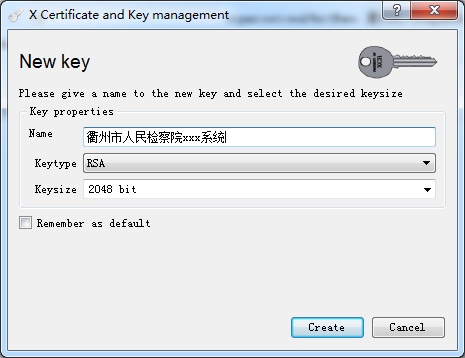 X Certificate and Key management
New key
Please give a name to the new key and select the desired keysize
Key properties
Name
衢州市人民检察院xxx系统
Keytype
RSA
Keysize
2048 bit
Remember as default
Create
Cancel